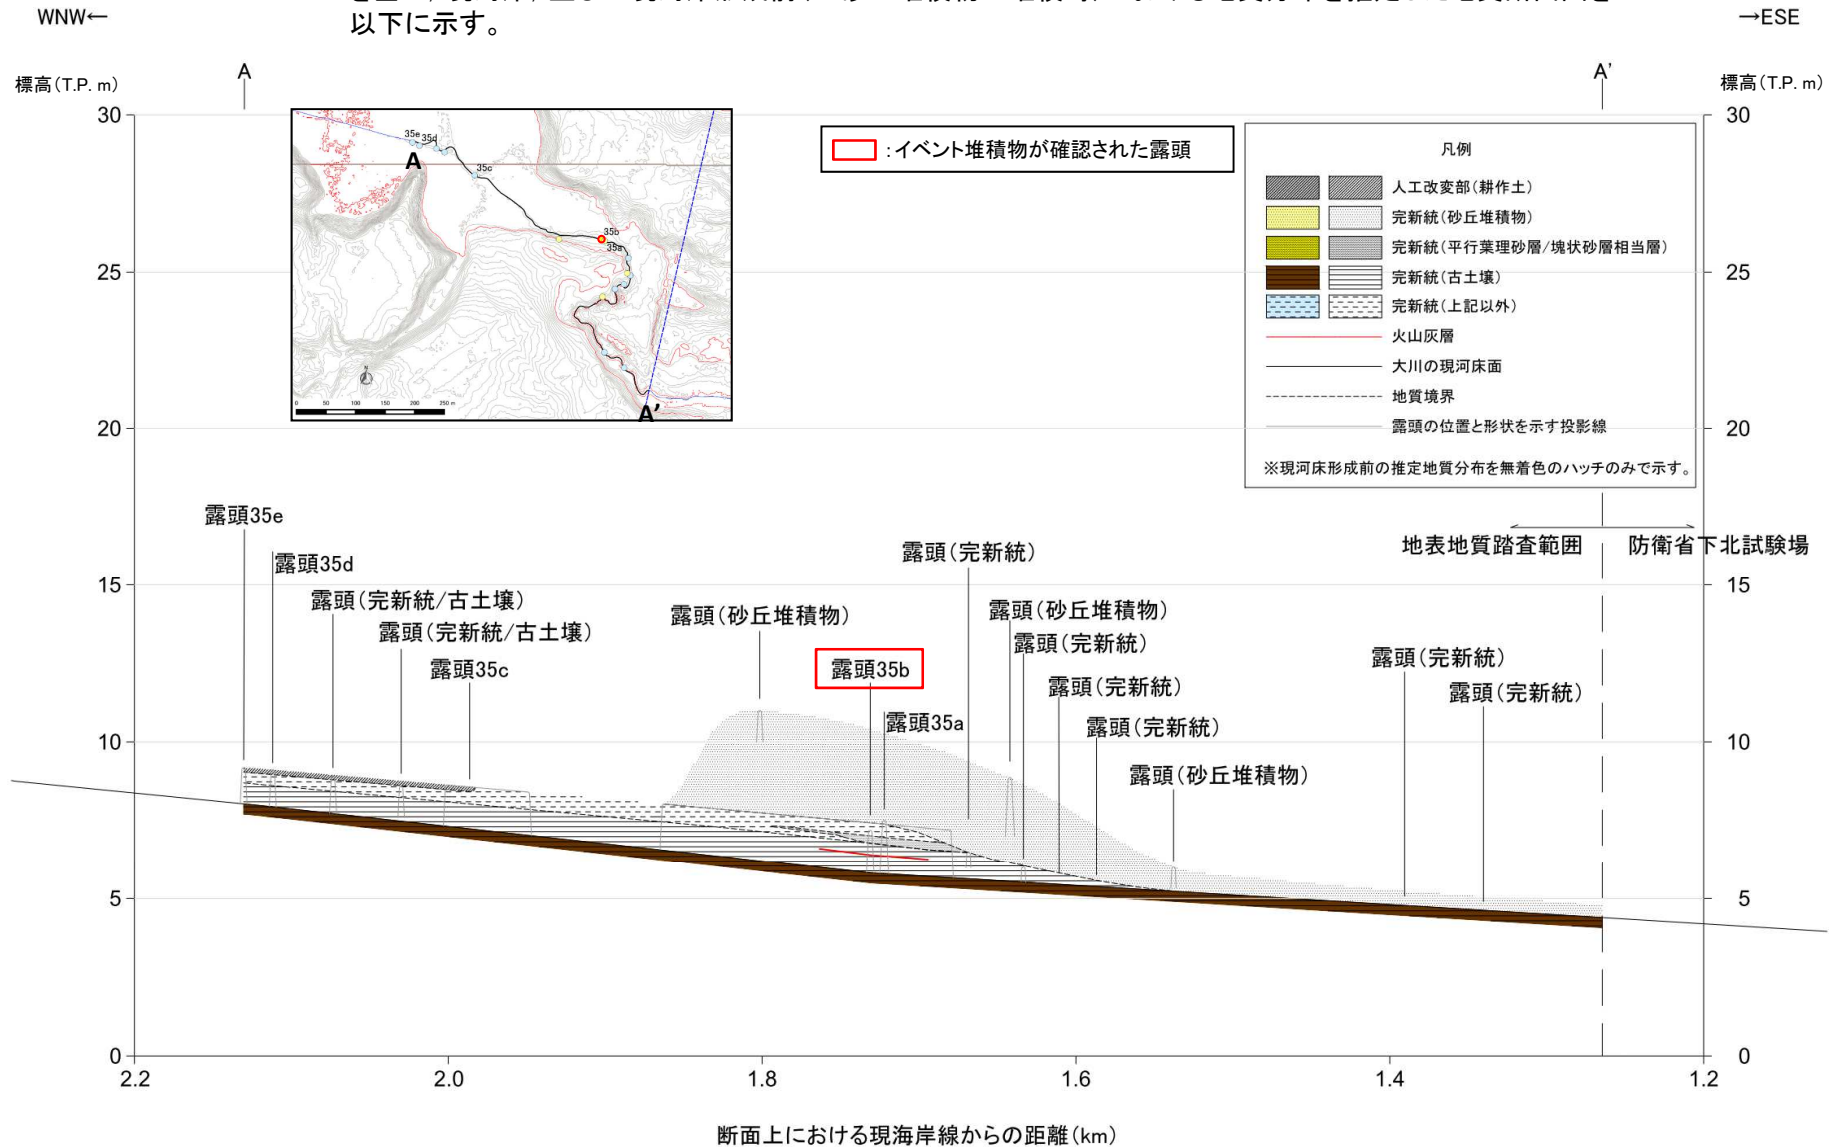 WNW←
→ESE
以下に示す。
標高(T.P. m)
A
A'
標高(T.P. m)
30
25
20
15
10
5
0
30
25
20
15
10
5
0
35e
35d
A
35c
35b
35a
N
0 50 100 150 200 250 m
A'
:イベント堆積物が確認された露頭
凡例
人工改変部(耕作土)
完新統(砂丘堆積物)
完新統(平行葉理砂層/塊状砂層相当層)
完新統(古土壌)
完新統(上記以外)
火山灰層
大川の現河床面
地質境界
露頭の位置と形状を示す投影線
※現河床形成前の推定地質分布を無着色のハッチのみで示す。
地表地質踏査範囲
防衛省下北試験場
露頭35e
露頭35d
露頭(完新統/古土壌)
露頭(完新統/古土壌)
露頭35c
露頭(砂丘堆積物)
露頭35b
露頭35a
露頭(完新統)
露頭(砂丘堆積物)
露頭(完新統)
露頭(完新統)
露頭(完新統)
露頭(砂丘堆積物)
露頭(完新統)
露頭(完新統)
2.2 2.0 1.8 1.6 1.4 1.2
断面上における現海岸線からの距離(km)